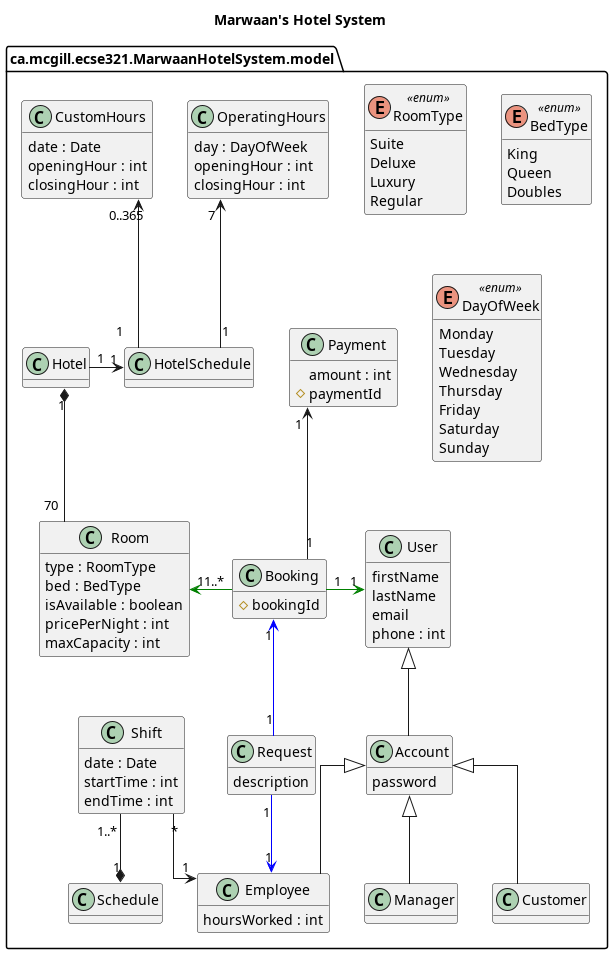 Marwaan's Hotel System
ca.mcgill.ecse321.MarwaanHotelSystem.model
C CustomHours
date : Date
openingHour : int
closingHour : int
C OperatingHours
day : DayOfWeek
openingHour : int
closingHour : int
E «enum»
RoomType
Suite
Deluxe
Luxury
Regular
E «enum»
BedType
King
Queen
Doubles
0..365
7
E «enum»
DayOfWeek
Monday
Tuesday
Wednesday
Thursday
Friday
Saturday
Sunday
1
1
C Hotel
1
1
C HotelSchedule
C Payment
amount : int
paymentId
1
1
70
1
C Room
type : RoomType
bed : BedType
isAvailable : boolean
pricePerNight : int
maxCapacity : int
11..*
C Booking
bookingId
1
1
C User
firstName
lastName
email
phone : int
1
1
C Shift
date : Date
startTime : int
endTime : int
C Request
description
C Account
password
1..*
*
1
1
1
1
C Schedule
C Employee
hoursWorked : int
C Manager
C Customer